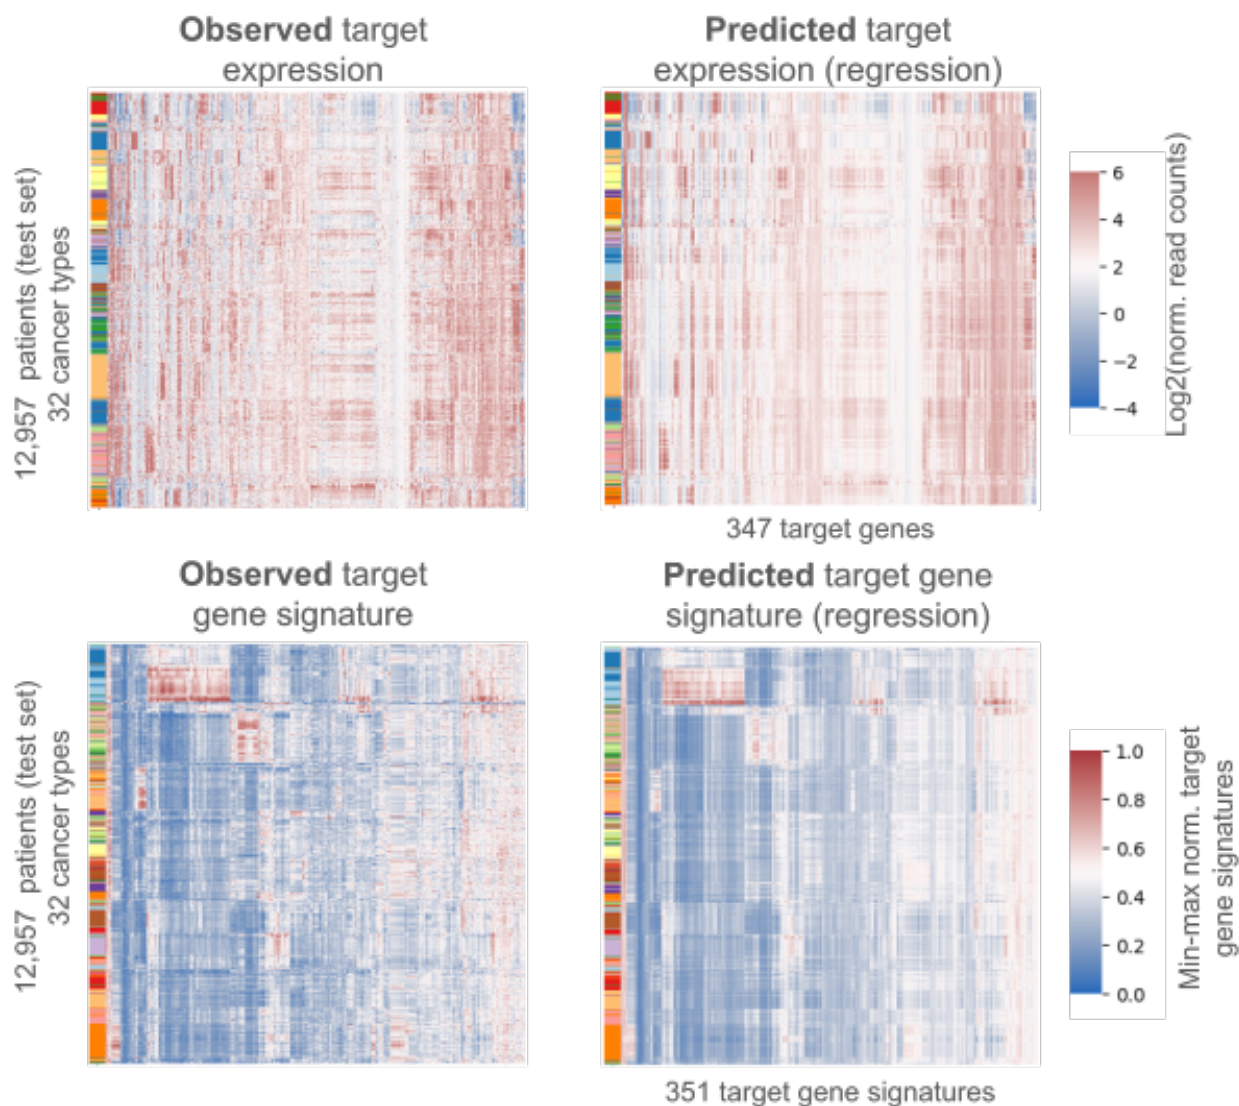 Observed target
expression
Predicted target
expression (regression)
12,957 patients (test set)
32 cancer types
6
4
2
0
−2
−4
Log2(norm. read counts)
347 target genes
Observed target
gene signature
Predicted target gene
signature (regression)
12,957 patients (test set)
32 cancer types
1.0
0.8
0.6
0.4
0.2
0.0
Min-max norm. target
gene signatures
351 target gene signatures